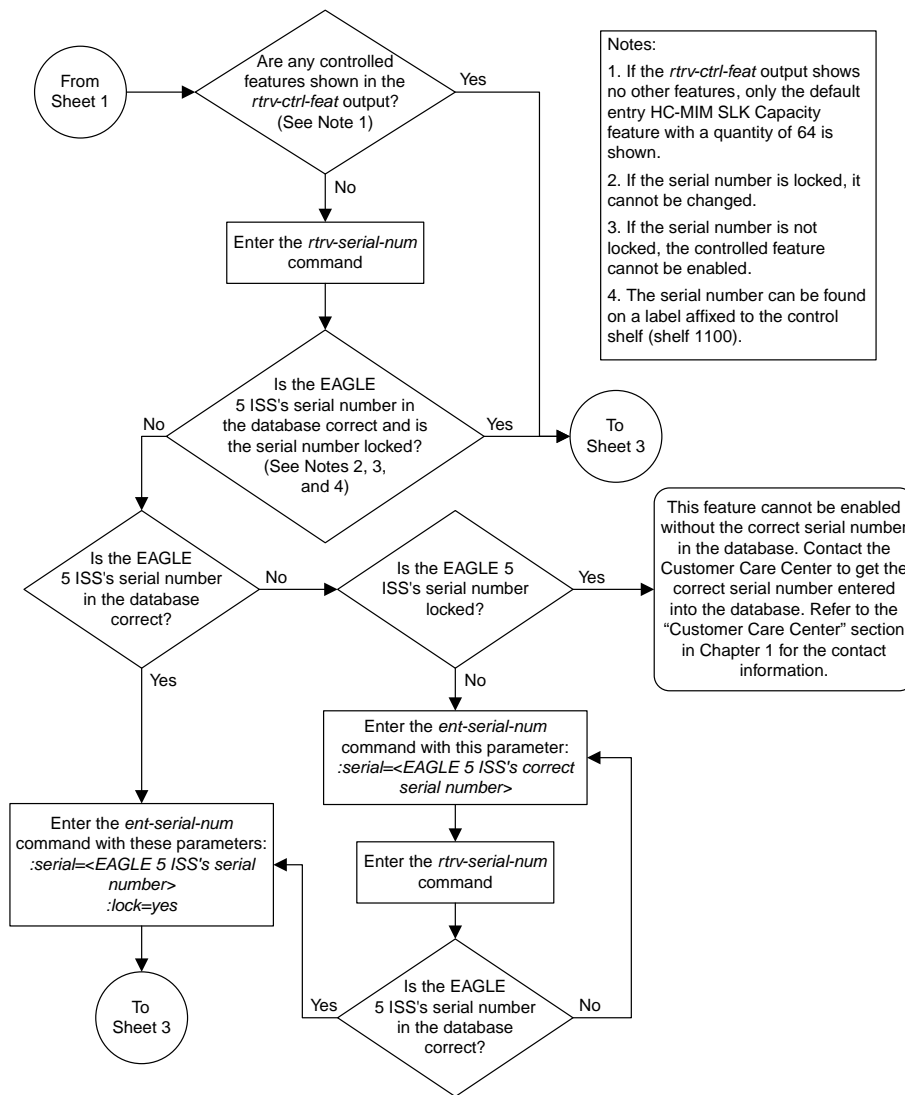 From
Sheet 1
Are any controlled
features shown in the
rtrv-ctrl-feat output?
(See Note 1)
Yes
No
Notes:
1. If the rtrv-ctrl-feat output shows
no other features, only the default
entry HC-MIM SLK Capacity
feature with a quantity of 64 is
shown.
2. If the serial number is locked, it
cannot be changed.
3. If the serial number is not
locked, the controlled feature
cannot be enabled.
4. The serial number can be found
on a label affixed to the control
shelf (shelf 1100).
Enter the rtrv-serial-num
command
Is the EAGLE
5 ISS's serial number in
the database correct and is
the serial number locked?
(See Notes 2, 3,
and 4)
No
Yes
To
Sheet 3
Is the EAGLE
5 ISS's serial number
in the database
correct?
No
Yes
Is the EAGLE 5
ISS's serial number
locked?
Yes
No
This feature cannot be enabled
without the correct serial number
in the database. Contact the
Customer Care Center to get the
correct serial number entered
into the database. Refer to the
“Customer Care Center” section
in Chapter 1 for the contact
information.
Enter the ent-serial-num
command with this parameter:
:serial=<EAGLE 5 ISS's correct
serial number>
Enter the ent-serial-num
command with these parameters:
:serial=<EAGLE 5 ISS's serial
number>
:lock=yes
Enter the rtrv-serial-num
command
Is the EAGLE
5 ISS's serial number
in the database
correct?
Yes
No
To
Sheet 3